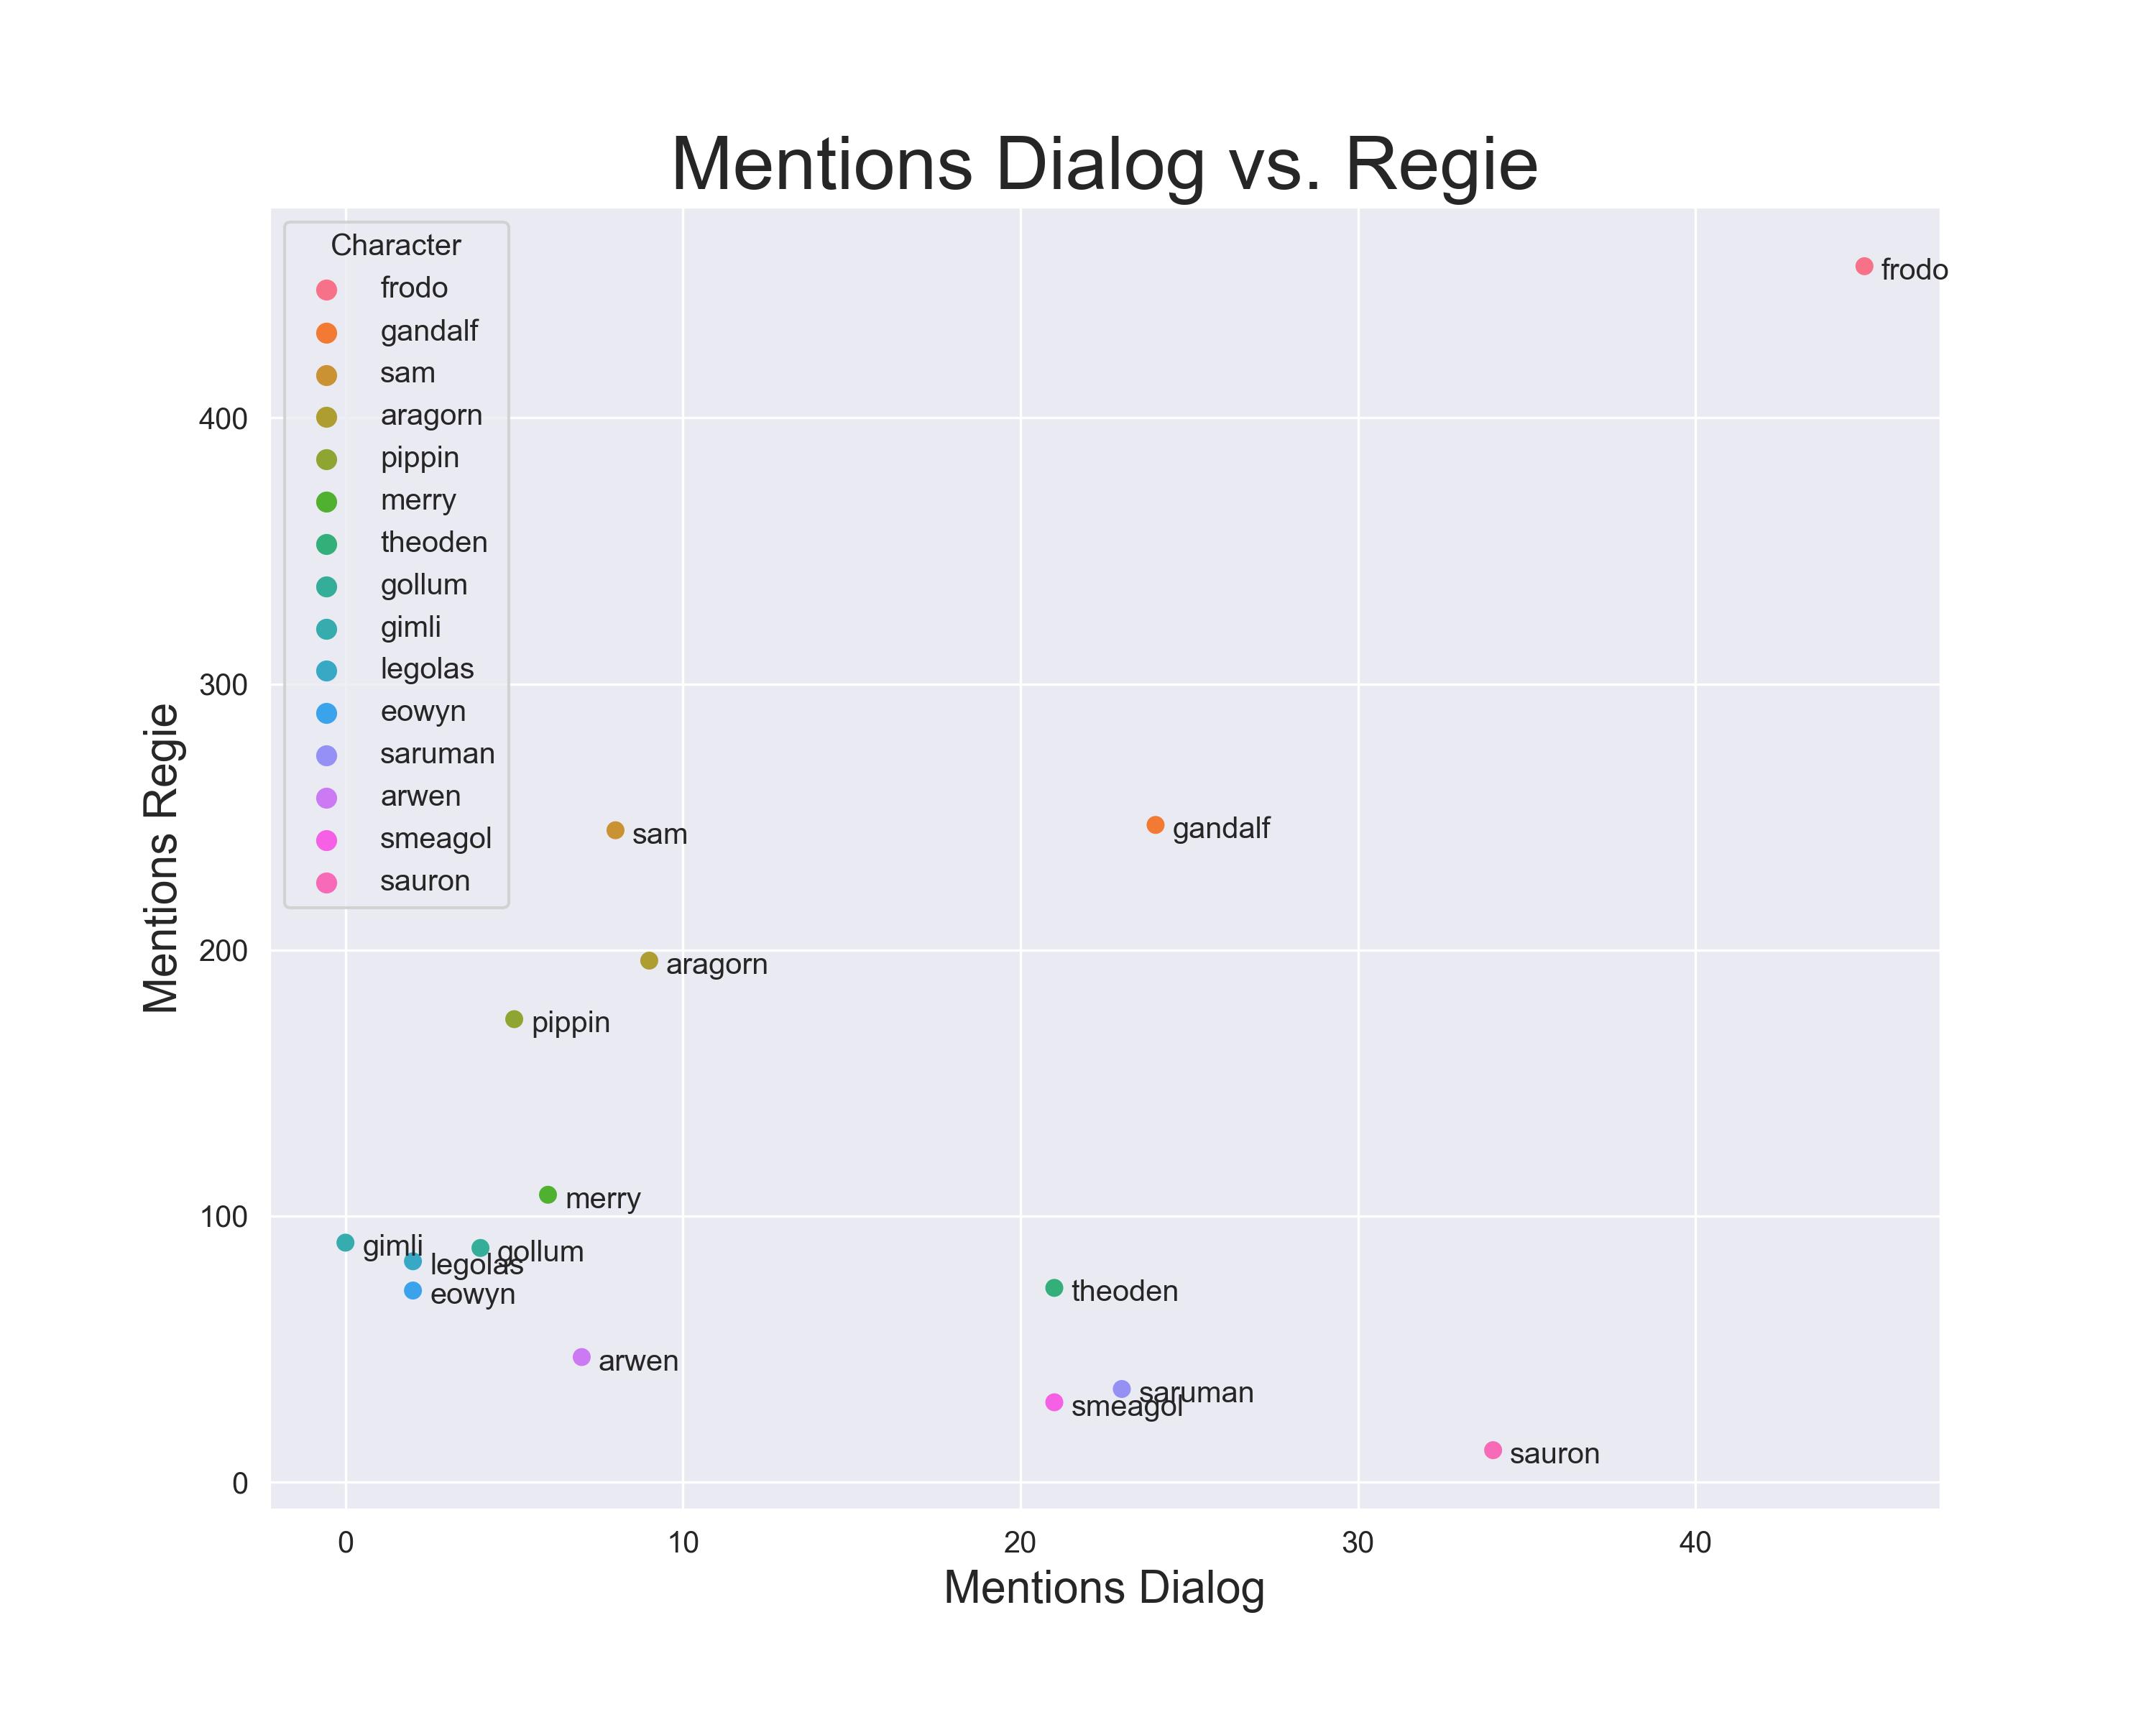 Mentions Dialog vs. Regie
Character
frodo
gandalf
sam
aragorn
pippin
merry
theoden
gollum
gimli
legolas
eowyn
saruman
arwen
smeagol
sauron
frodo
sam
gandalf
aragorn
pippin
merry
gimli
gollum
legolas
eowyn
theoden
arwen
saruman
smeagol
sauron
Mentions Regie
400
300
200
100
0
0 10 20 30 40
Mentions Dialog